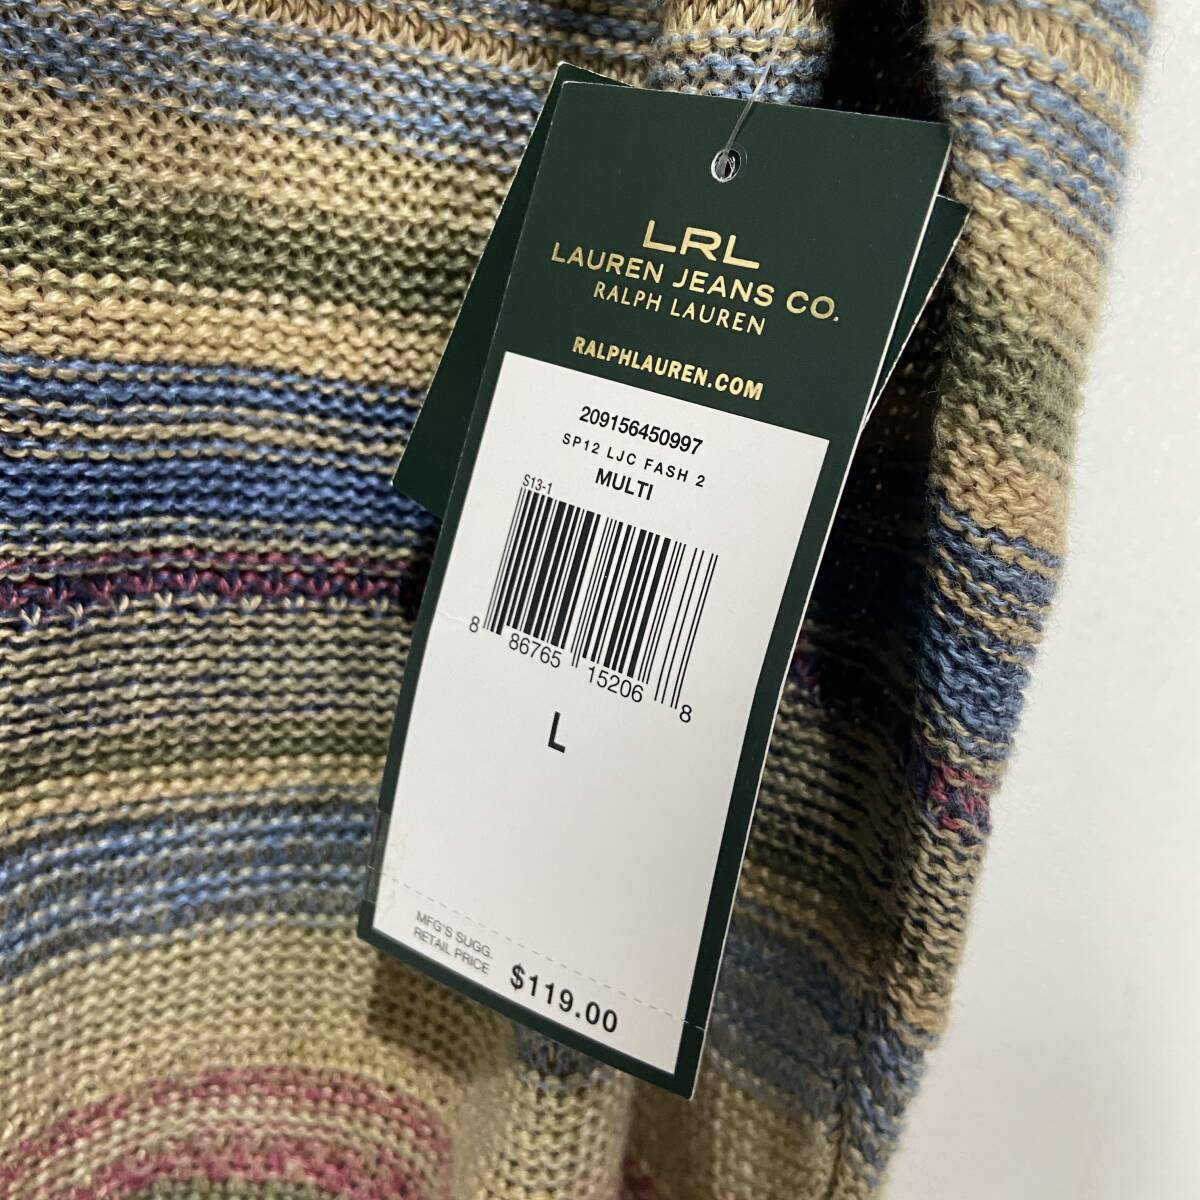 LRL
LAUREN JEANS CO.
RALPH LAUREN
RALPHLAUREN.COM
209156450997
SP12 LJC FASH 2
MULTI
S13-1
8 86765 15206 8
L
MFG'S SUGG.
RETAIL PRICE
$119.00